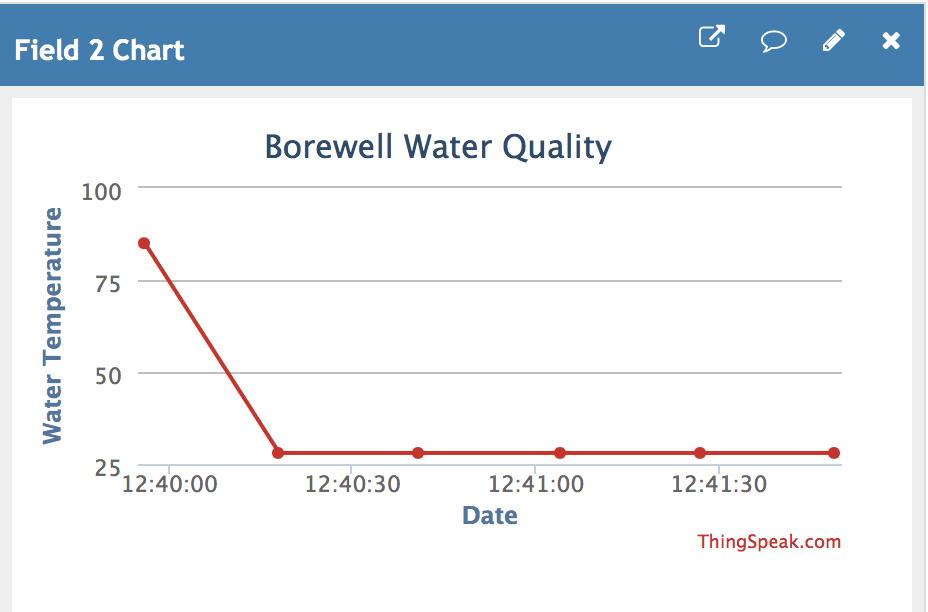 Field 2 Chart
Borewell Water Quality
Water Temperature
100
75
50
25
12:40:00 12:40:30 12:41:00 12:41:30
Date
ThingSpeak.com